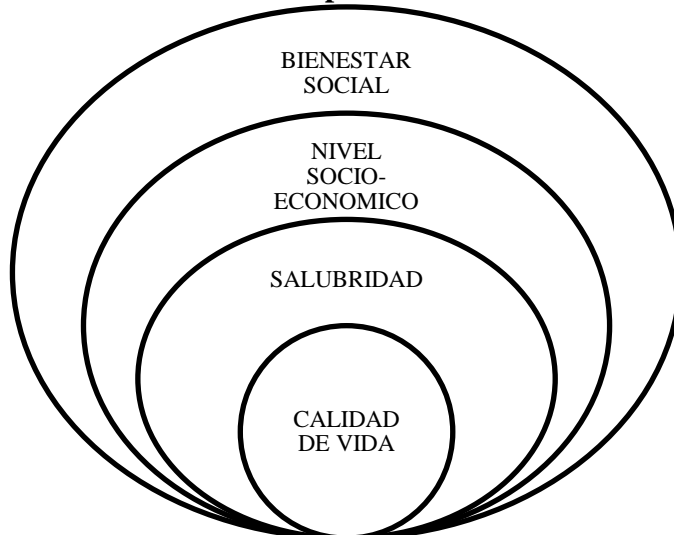 BIENESTAR
SOCIAL
NIVEL
SOCIO-
ECONOMICO
SALUBRIDAD
CALIDAD
DE VIDA